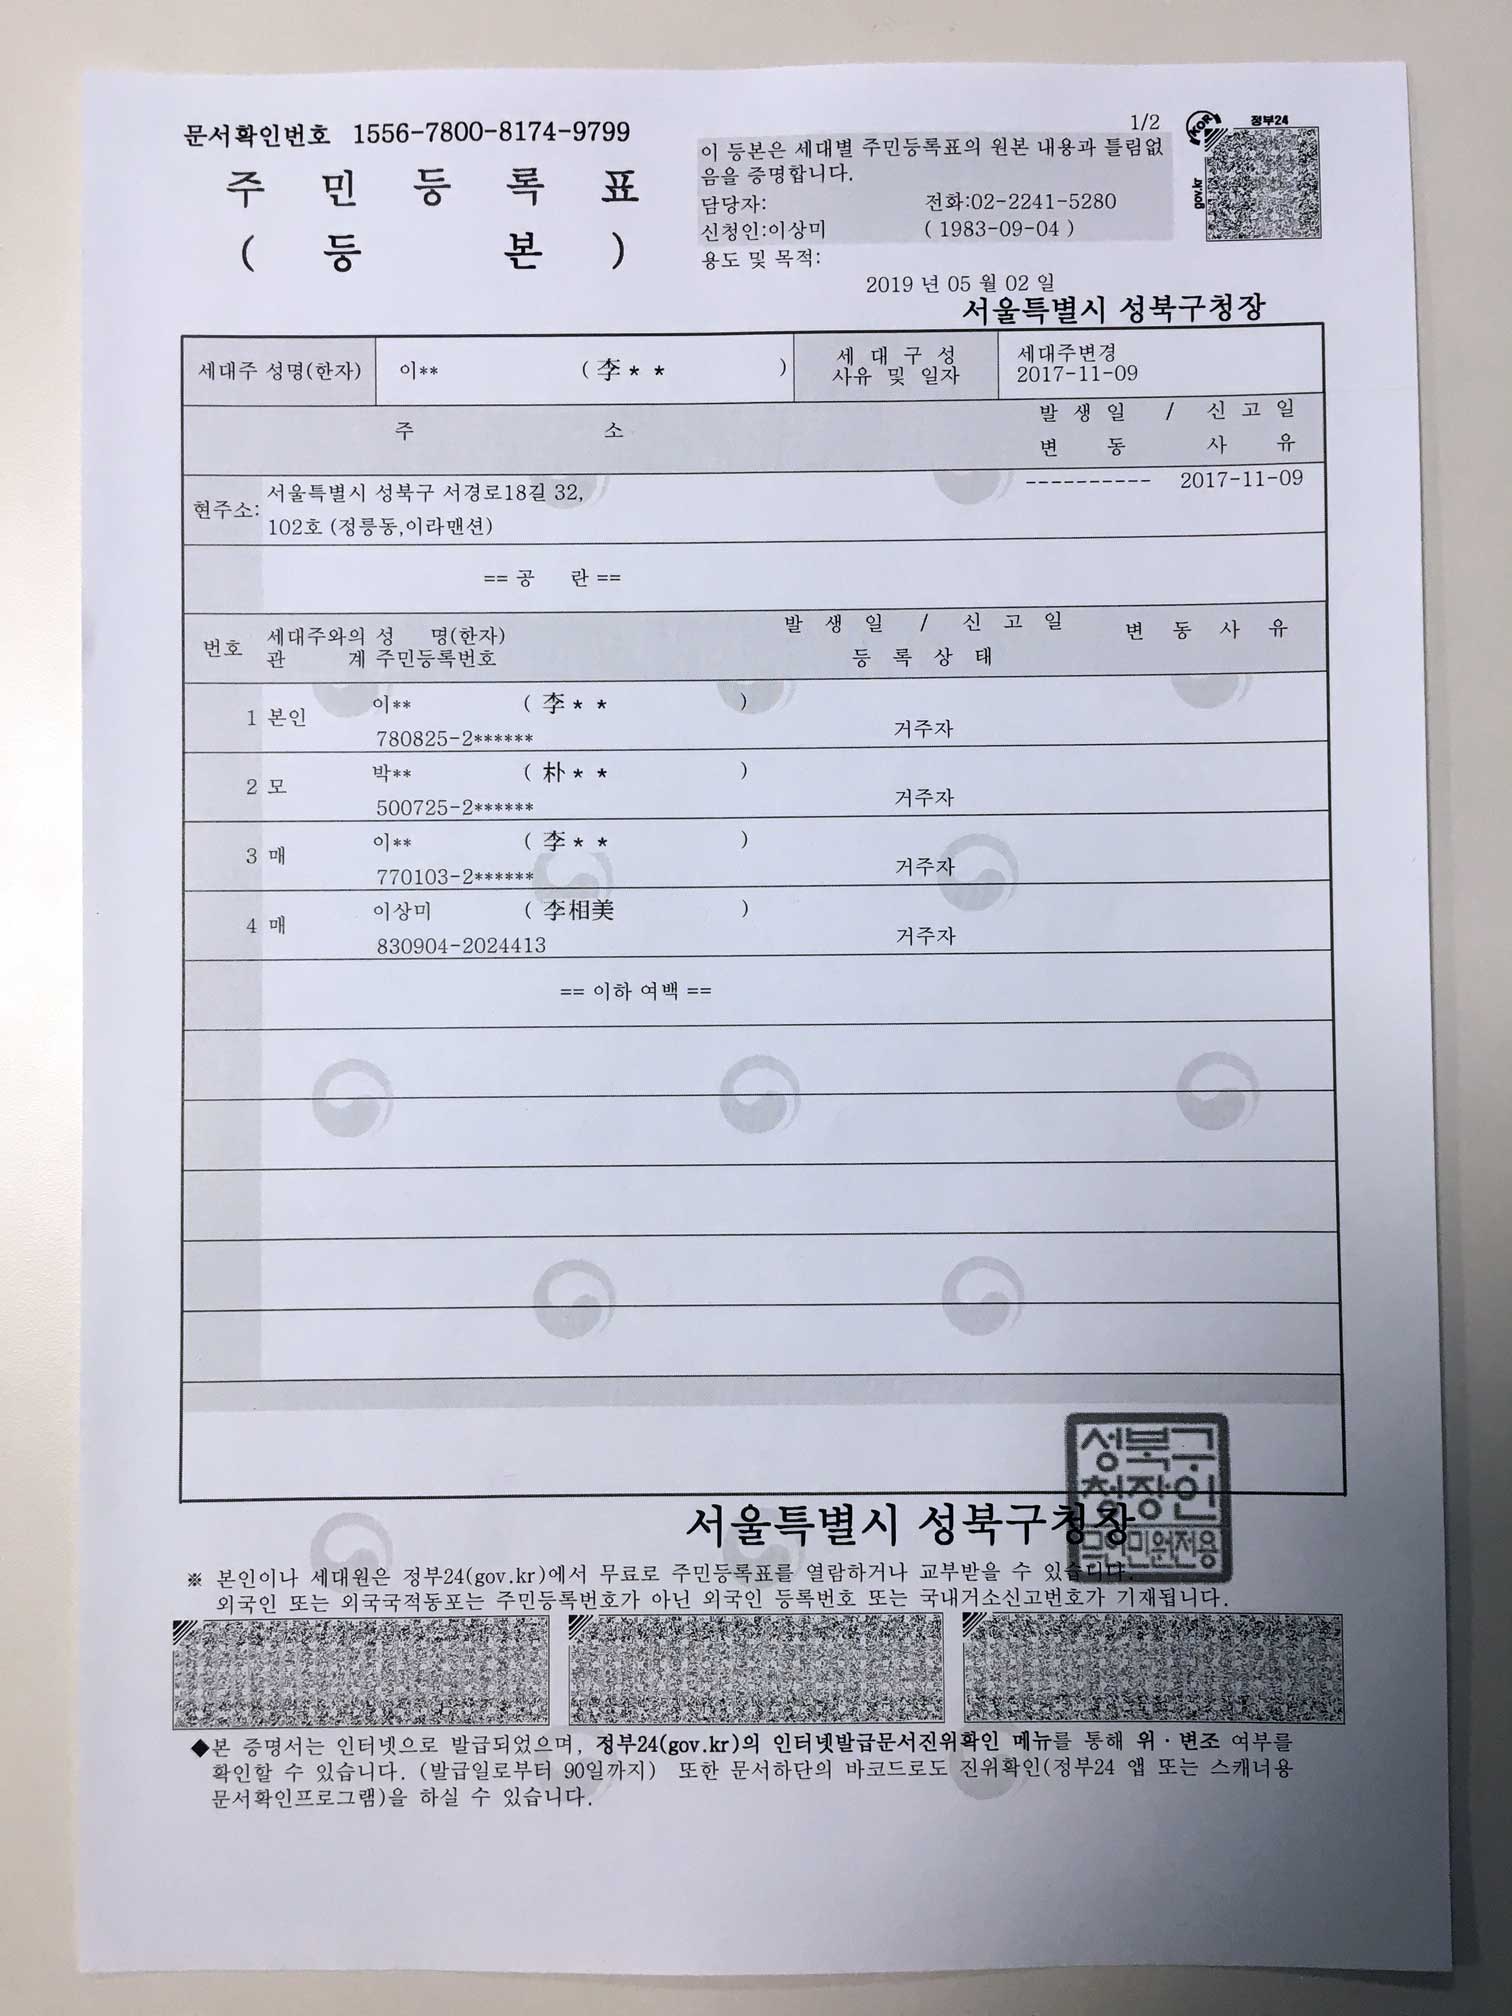 문서확인번호 1556-7800-8174-9799
1/2
정부24
KOR
gov.kr
주 민 등 록 표
( 등 본 )
이 등본은 세대별 주민등록표의 원본 내용과 틀림없
음을 증명합니다.
담당자: 전화:02-2241-5280
신청인:이상미 ( 1983-09-04 )
용도 및 목적:
2019 년 05 월 02 일
서울특별시 성북구청장
세대주 성명(한자) 이** ( 李 * * )
세 대 구 성
사유 및 일자
세대주변경
2017-11-09
주 소
발 생 일 / 신 고 일
변 동 사 유
현주소: 서울특별시 성북구 서경로18길 32,
102호 (정릉동,이라맨션)
---------- 2017-11-09
== 공 란 ==
번호
세대주와의 성 명(한자)
관 계 주민등록번호
발 생 일 / 신 고 일
등 록 상 태
변 동 사 유
1 본인 이** ( 李 * * )
780825-2****** 거주자
2 모 박** ( 朴 * * )
500725-2****** 거주자
3 매 이** ( 李 * * )
770103-2****** 거주자
4 매 이상미 ( 李相美 )
830904-2024413 거주자
== 이하 여백 ==
성북구
청장인
민원전용
서울특별시 성북구청장
※ 본인이나 세대원은 정부24(gov.kr)에서 무료로 주민등록표를 열람하거나 교부받을 수 있습니다.
외국인 또는 외국국적동포는 주민등록번호가 아닌 외국인 등록번호 또는 국내거소신고번호가 기재됩니다.
◆본 증명서는 인터넷으로 발급되었으며, 정부24(gov.kr)의 인터넷발급문서진위확인 메뉴를 통해 위·변조 여부를
확인할 수 있습니다. (발급일로부터 90일까지) 또한 문서하단의 바코드로도 진위확인(정부24 앱 또는 스캐너용
문서확인프로그램)을 하실 수 있습니다.